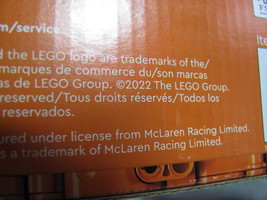 m/service
d the LEGO logo are trademarks of the/
marques de commerce du/son marcas
as de LEGO Group. ©2022 The LEGO Group.
reserved/Tous droits réservés/Todos los
reservados.
ured under license from McLaren Racing Limited.
s a trademark of McLaren Racing Limited.
Ite